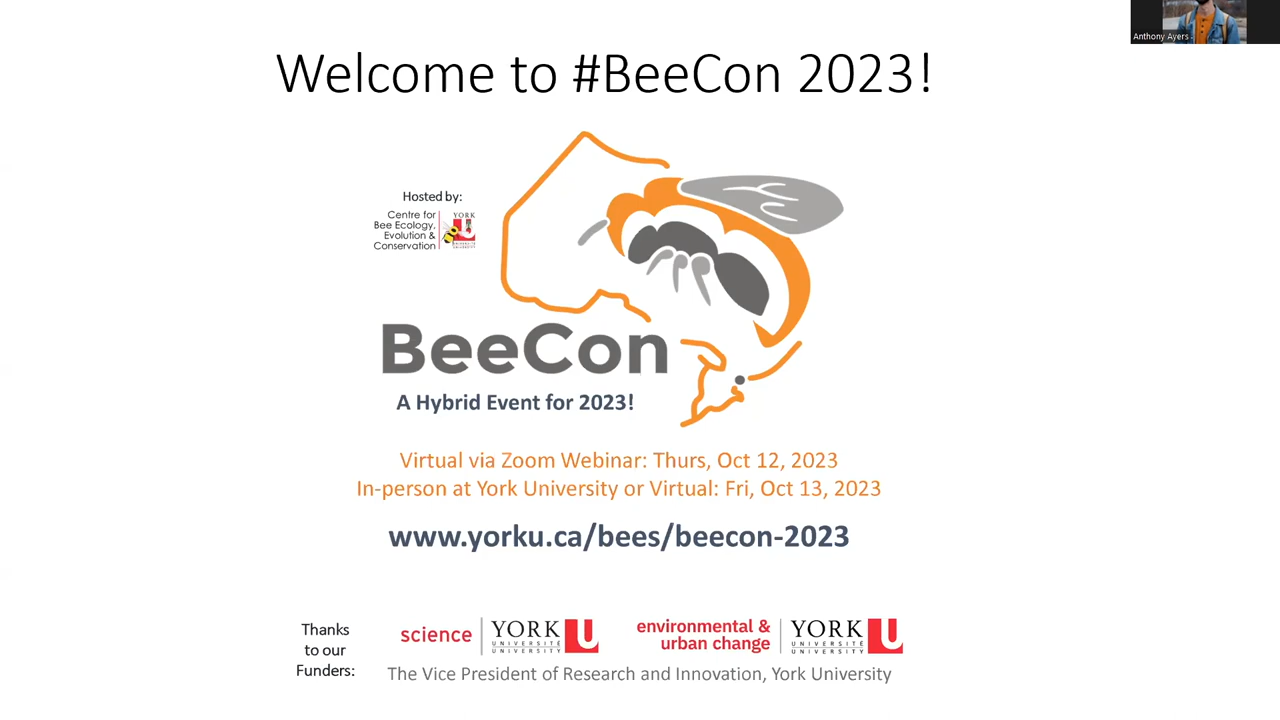 Anthony Ayers
Welcome to #BeeCon 2023!
Hosted by:
Centre for
Bee Ecology,
Evolution &
Conservation
YORK
U
UNIVERSITÉ
UNIVERSITY
BeeCon
A Hybrid Event for 2023!
Virtual via Zoom Webinar: Thurs, Oct 12, 2023
In-person at York University or Virtual: Fri, Oct 13, 2023
www.yorku.ca/bees/beecon-2023
Thanks
to our
Funders:
science
YORK
UNIVERSITÉ
UNIVERSITY
U
environmental &
urban change
YORK
UNIVERSITÉ
UNIVERSITY
U
The Vice President of Research and Innovation, York University